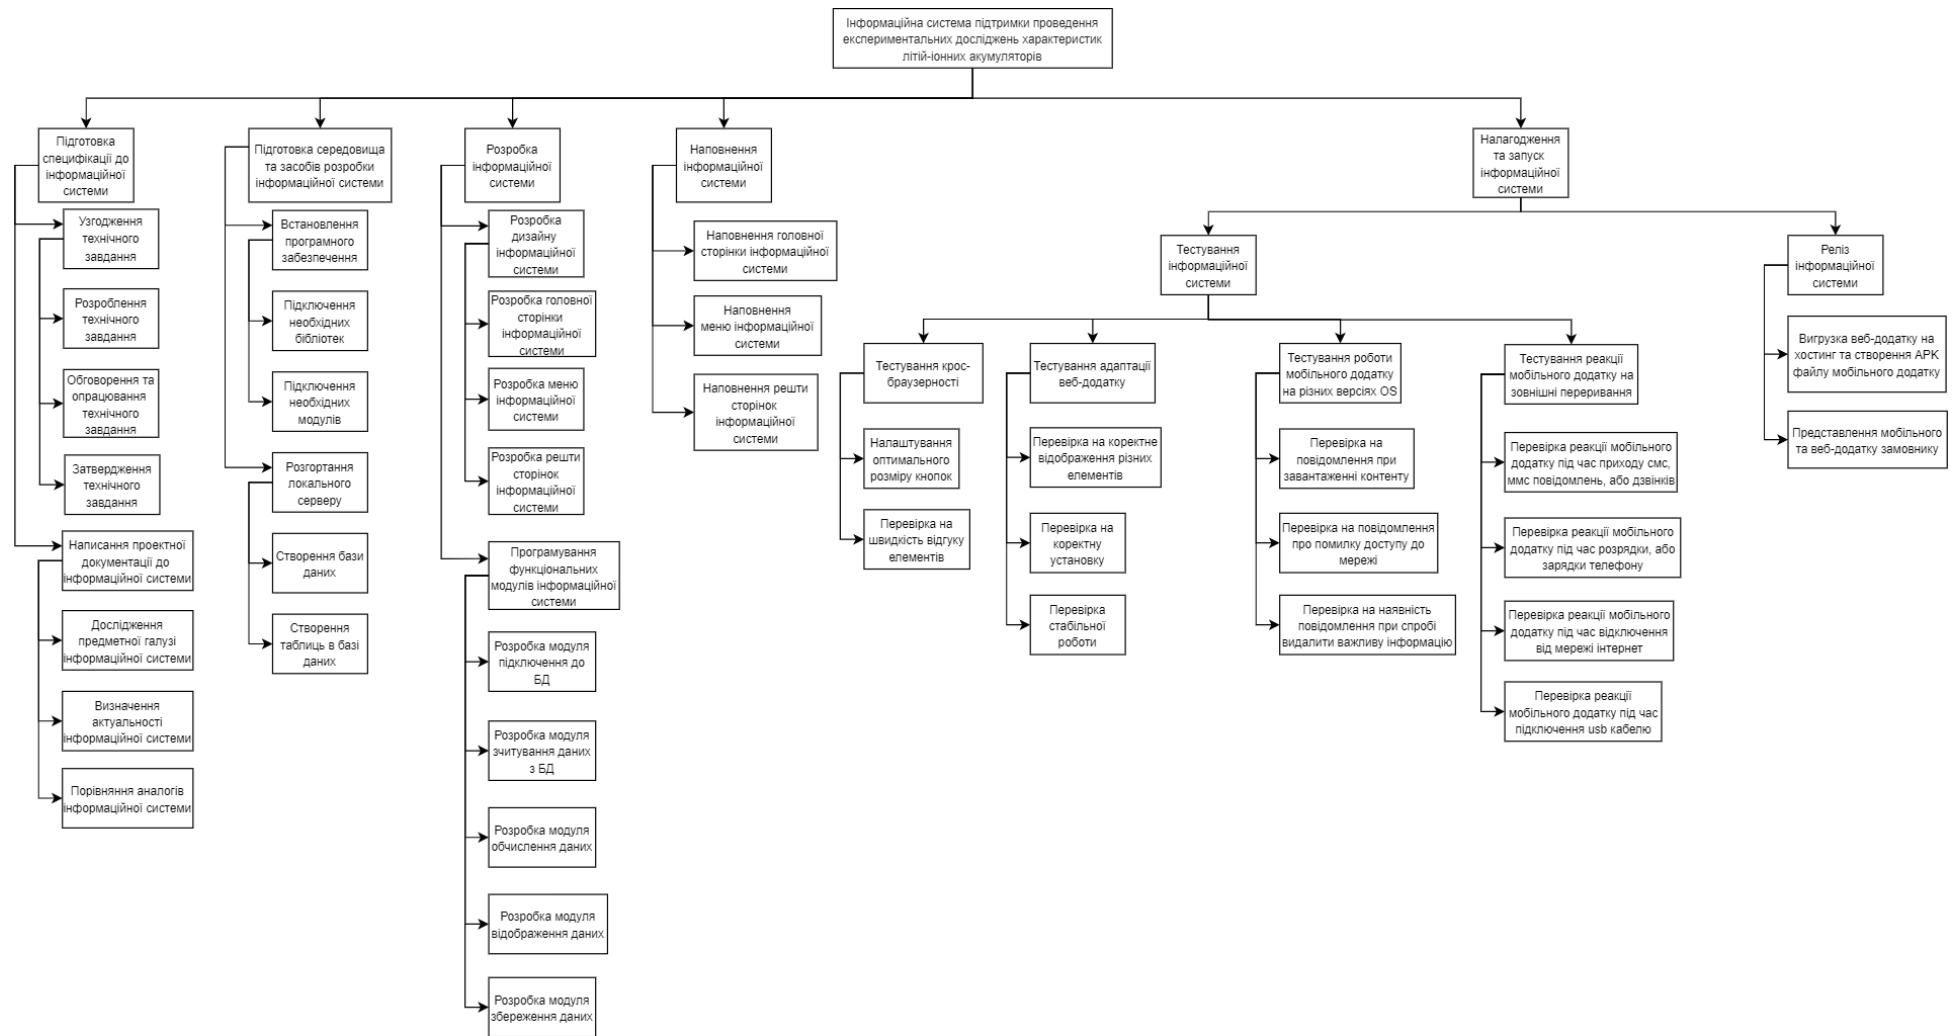 Інформаційна система підтримки проведення
експериментальних досліджень характеристик
літій-іонних акумуляторів
Підготовка
специфікації до
інформаційної
системи
Узгодження
технічного
завдання
Розроблення
технічного
завдання
Обговорення та
опрацювання
технічного
завдання
Затвердження
технічного
завдання
Написання проектної
документації до
інформаційної системи
Дослідження
предметної галузі
інформаційної системи
Визначення
актуальності
інформаційної системи
Порівняня аналогів
інформаційної системи
Підготовка середовища
та засобів розробки
інформаційної системи
Встановлення
програмного
забезпечення
Підключення
необхідних
бібліотек
Підключення
необхідних
модулів
Розгортання
локального
серверу
Створення бази
даних
Створення
таблиць в базі
даних
Розробка
інформаційної
системи
Розробка
дизайну
інформаційної
системи
Розробка головної
сторінки
інформаційної
системи
Розробка меню
інформаційної
системи
Розробка решти
сторінок
інформаційної
системи
Програмування
функціональних
модулів інформаційної
системи
Розробка модуля
підключення до
БД
Розробка модуля
зчитування даних
з БД
Розробка модуля
обчислення даних
Розробка модуля
відображення даних
Розробка модуля
збереження даних
Наповнення
інформаційної
системи
Наповнення головної
сторінки інформаційної
системи
Наповнення
меню інформаційної
системи
Наповнення решти
сторінок
інформаційної
системи
Налагодження
та запуск
інформаційної
системи
Тестування
інформаційної
системи
Тестування крос-
браузерності
Налаштування
оптимального
розміру кнопок
Перевірка на
швидкість відгуку
елементів
Тестування адаптації
веб-додатку
Перевірка на коректне
відображення різних
елементів
Перевірка на
коректну
установку
Перевірка
стабільної
роботи
Тестування роботи
мобільного додатку
на різних версіях OS
Перевірка на
повідомлення при
завантаженні контенту
Перевірка на повідомлення
про помилку доступу до
мережі
Перевірка на наявність
повідомлення при спробі
видалити важливу інформацію
Тестування реакції
мобільного додатку на
зовнішні переривання
Перевірка реакції мобільного
додатку під час приходу смс,
ммс повідомлень, або дзвінків
Перевірка реакції мобільного
додатку під час розрядки, або
зарядки телефону
Перевірка реакції мобільного
додатку під час відключення
від мережі інтернет
Перевірка реакції
мобільного додатку під час
підключення usb кабелю
Реліз
інформаційної
системи
Вигрузка веб-додатку на
хостинг та створення APK
файлу мобільного додатку
Представлення мобільного
та веб-додатку замовнику